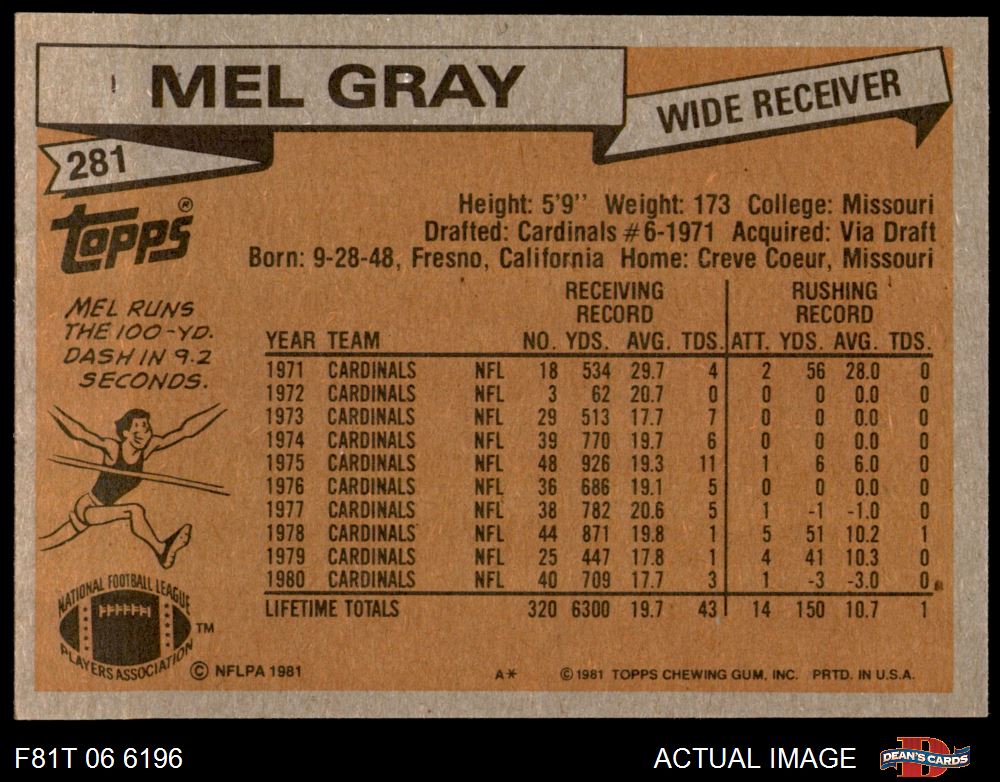 MEL GRAY
WIDE RECEIVER
281
Topps®
Height: 5'9'' Weight: 173 College: Missouri
Drafted: Cardinals #6-1971 Acquired: Via Draft
Born: 9-28-48, Fresno, California Home: Creve Coeur, Missouri
MEL RUNS
THE 100-YD.
DASH IN 9.2
SECONDS.
RECEIVING RUSHING
RECORD RECORD
YEAR TEAM NO. YDS. AVG. TDS. ATT. YDS. AVG. TDS.
1971 CARDINALS NFL 18 534 29.7 4 2 56 28.0 0
1972 CARDINALS NFL 3 62 20.7 0 0 0 0.0 0
1973 CARDINALS NFL 29 513 17.7 7 0 0 0.0 0
1974 CARDINALS NFL 39 770 19.7 6 0 0 0.0 0
1975 CARDINALS NFL 48 926 19.3 11 1 6 6.0 0
1976 CARDINALS NFL 36 686 19.1 5 0 0 0.0 0
1977 CARDINALS NFL 38 782 20.6 5 1 -1 -1.0 0
1978 CARDINALS NFL 44 871 19.8 1 5 51 10.2 1
1979 CARDINALS NFL 25 447 17.8 1 4 41 10.3 0
1980 CARDINALS NFL 40 709 17.7 3 1 -3 -3.0 0
LIFETIME TOTALS 320 6300 19.7 43 14 150 10.7 1
NATIONAL FOOTBALL LEAGUE
PLAYERS ASSOCIATION
TM
© NFLPA 1981
A* © 1981 TOPPS CHEWING GUM, INC. PRTD. IN U.S.A.
F81T 06 6196
ACTUAL IMAGE
D
DEAN'S CARDS